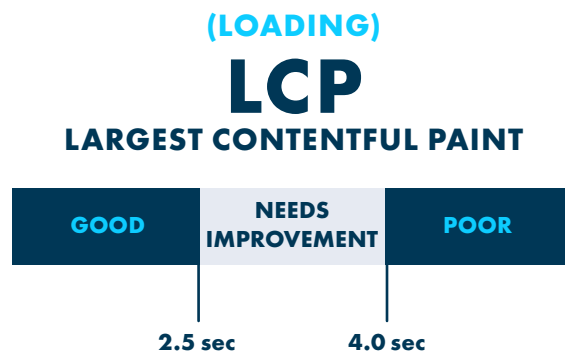 (LOADING)
LCP
LARGEST CONTENTFUL PAINT
GOOD
NEEDS
IMPROVEMENT
POOR
2.5 sec
4.0 sec